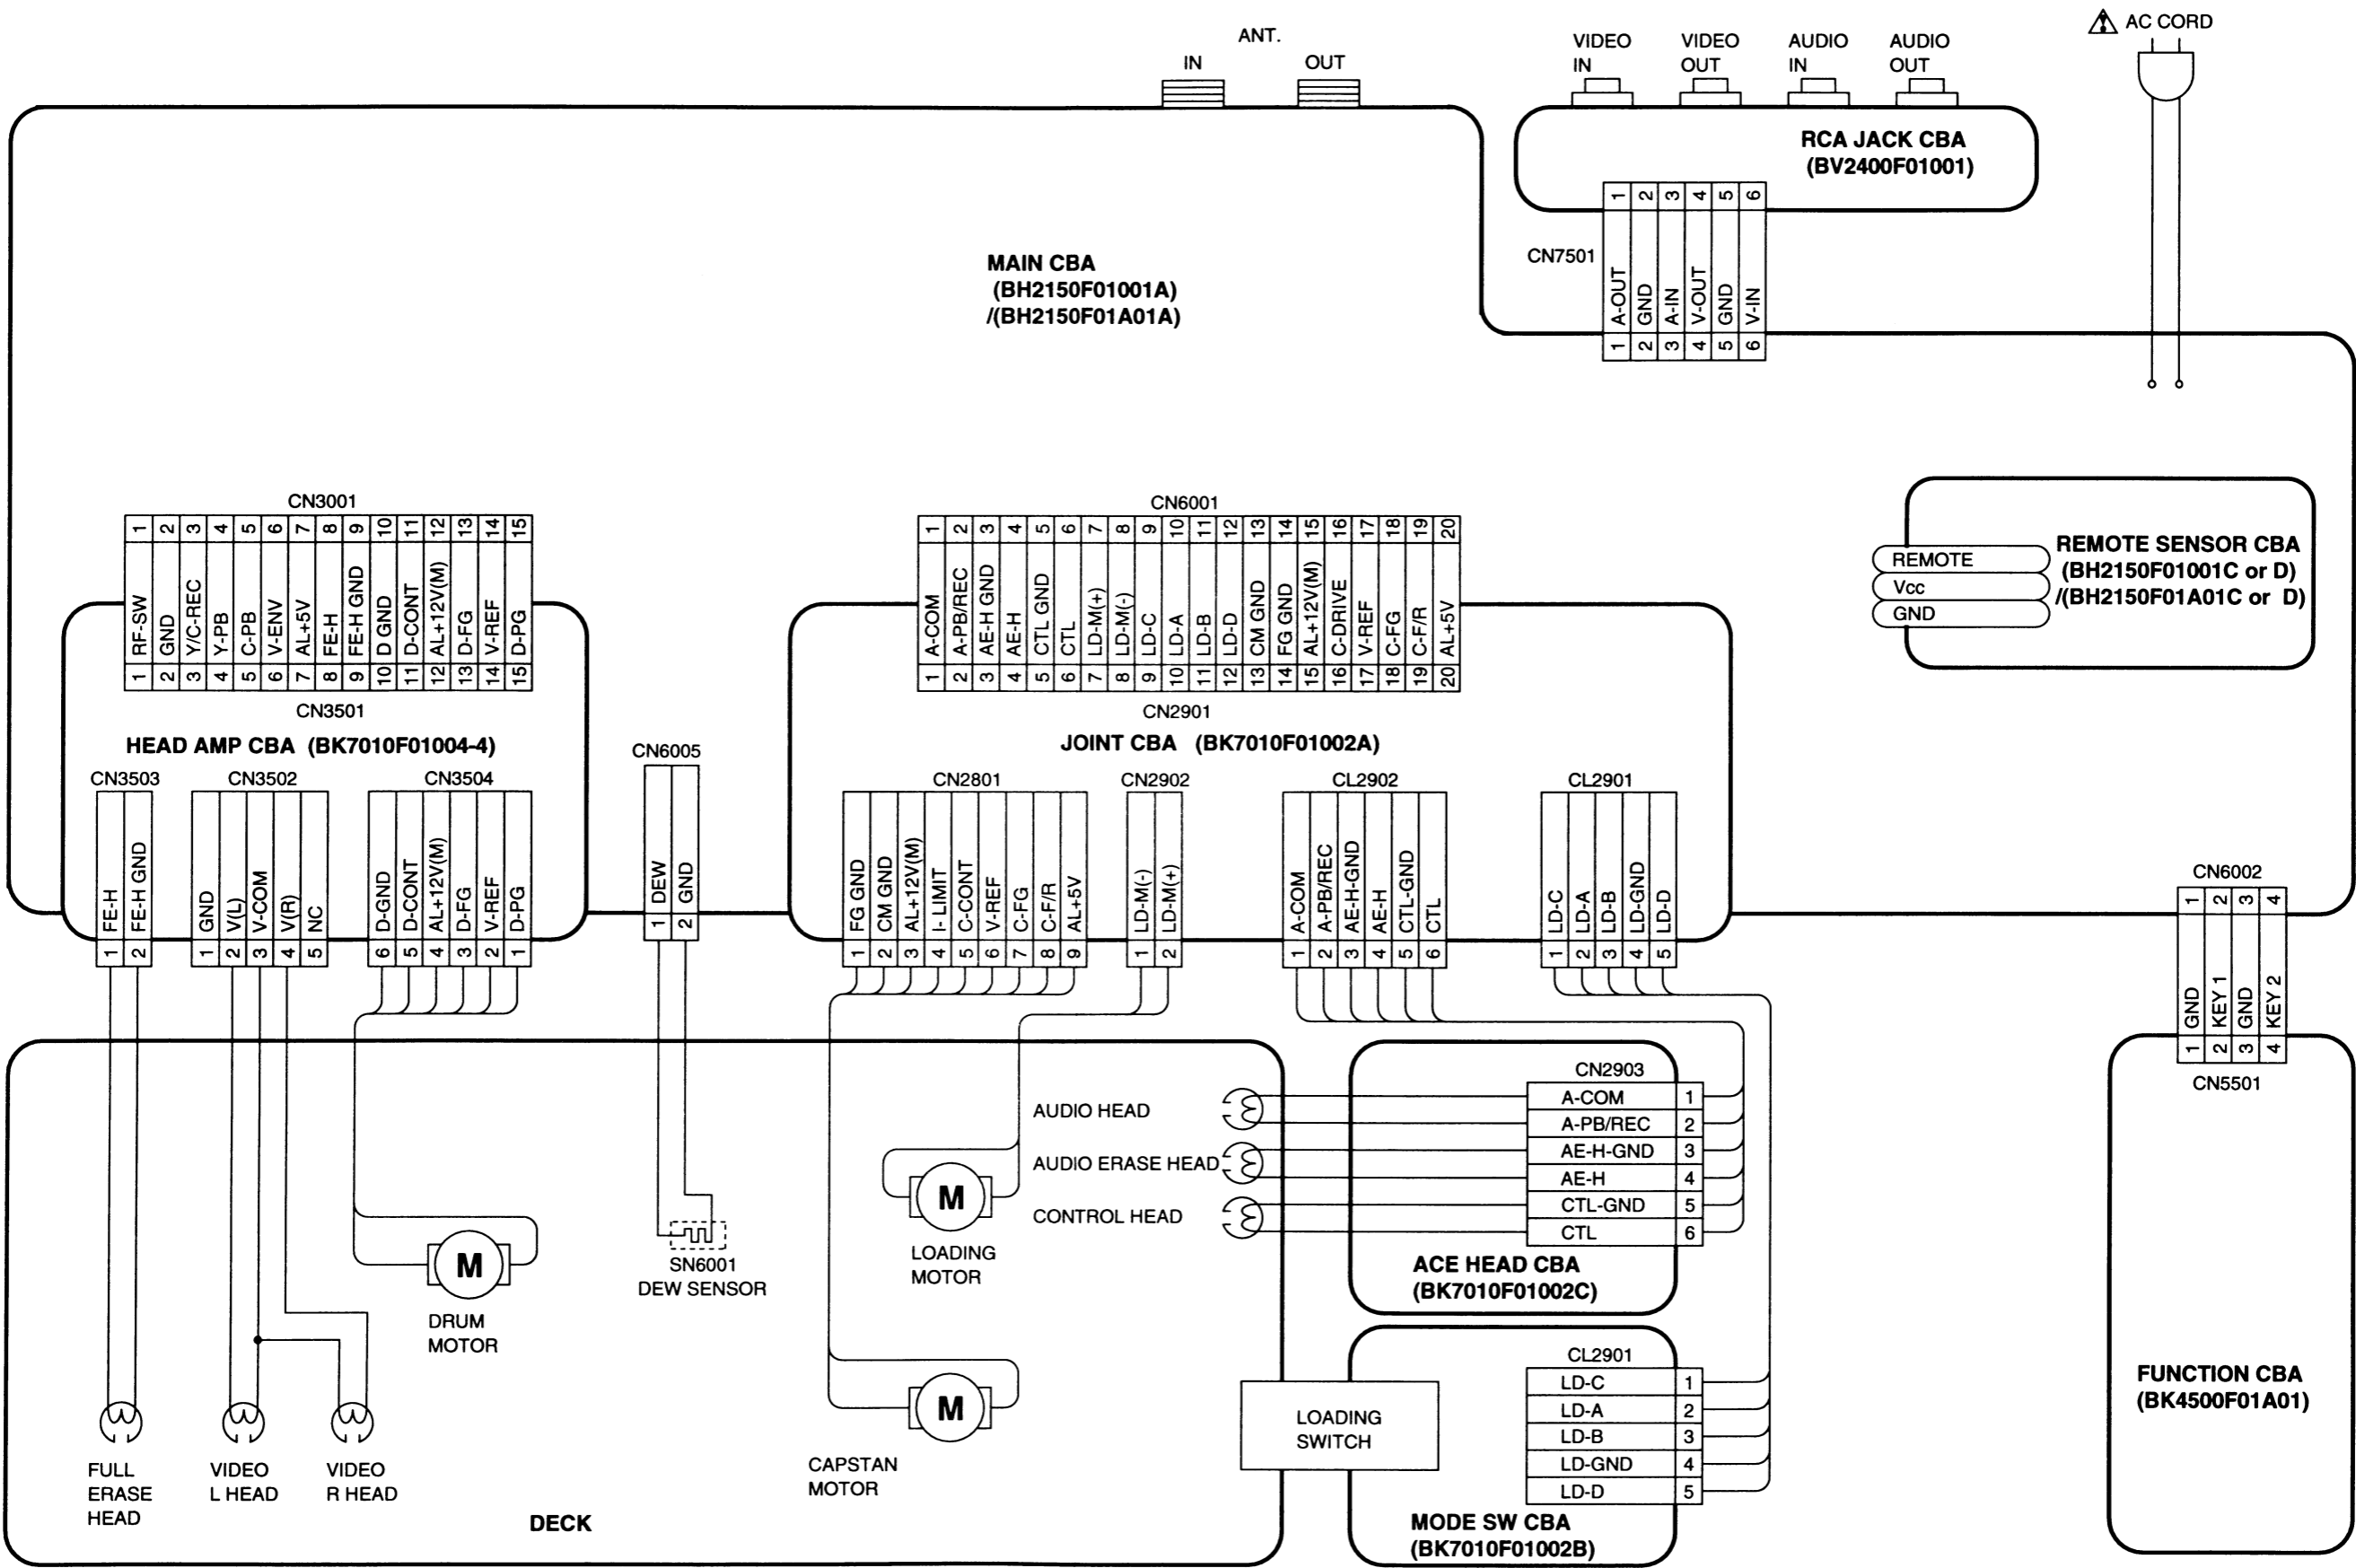 ANT.
IN
OUT
VIDEO
IN
VIDEO
OUT
AUDIO
IN
AUDIO
OUT
AC CORD
RCA JACK CBA
(BV2400F01001)
1 2 3 4 5 6
CN7501
A-OUT
GND
A-IN
V-OUT
GND
V-IN
1 2 3 4 5 6
MAIN CBA
(BH2150F01001A)
/(BH2150F01A01A)
CN3001
1 2 3 4 5 6 7 8 9 10 11 12 13 14 15
RF-SW
GND
Y/C-REC
Y-PB
C-PB
V-ENV
AL+5V
FE-H
FE-H GND
D GND
D-CONT
AL+12V(M)
D-FG
V-REF
D-PG
1 2 3 4 5 6 7 8 9 10 11 12 13 14 15
CN3501
HEAD AMP CBA (BK7010F01004-4)
CN6001
1 2 3 4 5 6 7 8 9 10 11 12 13 14 15 16 17 18 19 20
A-COM
A-PB/REC
AE-H GND
AE-H
CTL GND
CTL
LD-M(+)
LD-M(-)
LD-C
LD-A
LD-B
LD-D
CM GND
FG GND
AL+12V(M)
C-DRIVE
V-REF
C-FG
C-F/R
AL+5V
1 2 3 4 5 6 7 8 9 10 11 12 13 14 15 16 17 18 19 20
CN2901
JOINT CBA (BK7010F01002A)
REMOTE
Vcc
GND
REMOTE SENSOR CBA
(BH2150F01001C or D)
/(BH2150F01A01C or D)
CN3503
FE-H
FE-H GND
1 2
CN3502
GND
V(L)
V-COM
V(R)
NC
1 2 3 4 5
CN3504
D-GND
D-CONT
AL+12V(M)
D-FG
V-REF
D-PG
6 5 4 3 2 1
CN6005
DEW
GND
1 2
CN2801
FG GND
CM GND
AL+12V(M)
I- LIMIT
C-CONT
V-REF
C-FG
C-F/R
AL+5V
1 2 3 4 5 6 7 8 9
CN2902
LD-M(-)
LD-M(+)
1 2
CL2902
A-COM
A-PB/REC
AE-H-GND
AE-H
CTL-GND
CTL
1 2 3 4 5 6
CL2901
LD-C
LD-A
LD-B
LD-GND
LD-D
1 2 3 4 5
CN6002
1 2 3 4
GND
KEY 1
GND
KEY 2
1 2 3 4
CN5501
FUNCTION CBA
(BK4500F01A01)
CN2903
A-COM 1
A-PB/REC 2
AE-H-GND 3
AE-H 4
CTL-GND 5
CTL 6
ACE HEAD CBA
(BK7010F01002C)
AUDIO HEAD
AUDIO ERASE HEAD
CONTROL HEAD
M
LOADING
MOTOR
SN6001
DEW SENSOR
M
DRUM
MOTOR
M
CAPSTAN
MOTOR
FULL
ERASE
HEAD
VIDEO
L HEAD
VIDEO
R HEAD
DECK
LOADING
SWITCH
CL2901
LD-C 1
LD-A 2
LD-B 3
LD-GND 4
LD-D 5
MODE SW CBA
(BK7010F01002B)